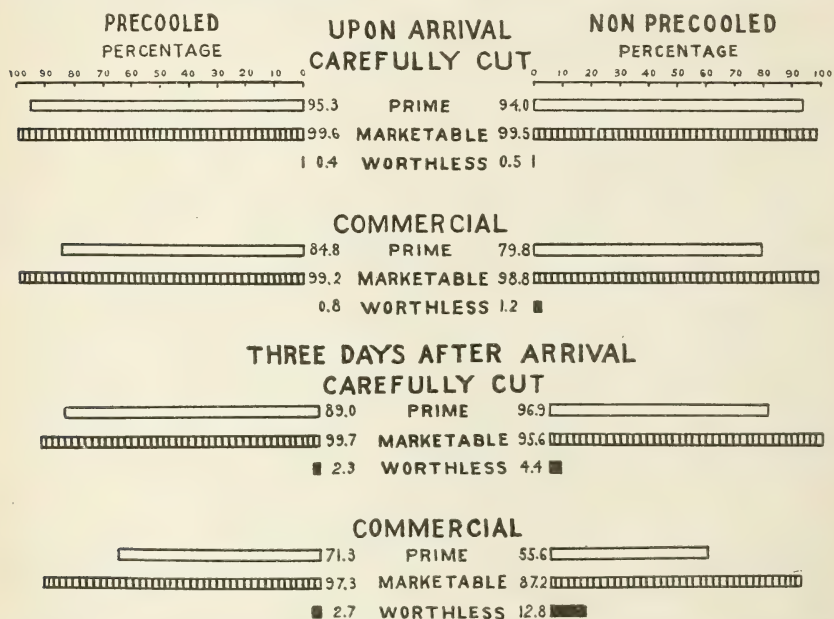 PRECOOLED UPON ARRIVAL NON PRECOOLED
PERCENTAGE CAREFULLY CUT PERCENTAGE
100 90 80 70 60 50 40 30 20 10 0 0 10 20 30 40 50 60 70 80 90 100
95.3 PRIME 94.0
99.6 MARKETABLE 99.5
0.4 WORTHLESS 0.5
COMMERCIAL
84.8 PRIME 79.8
99.2 MARKETABLE 98.8
0.8 WORTHLESS 1.2
THREE DAYS AFTER ARRIVAL
CAREFULLY CUT
89.0 PRIME 96.9
99.7 MARKETABLE 95.6
2.3 WORTHLESS 4.4
COMMERCIAL
71.3 PRIME 55.6
97.3 MARKETABLE 87.2
2.7 WORTHLESS 12.8